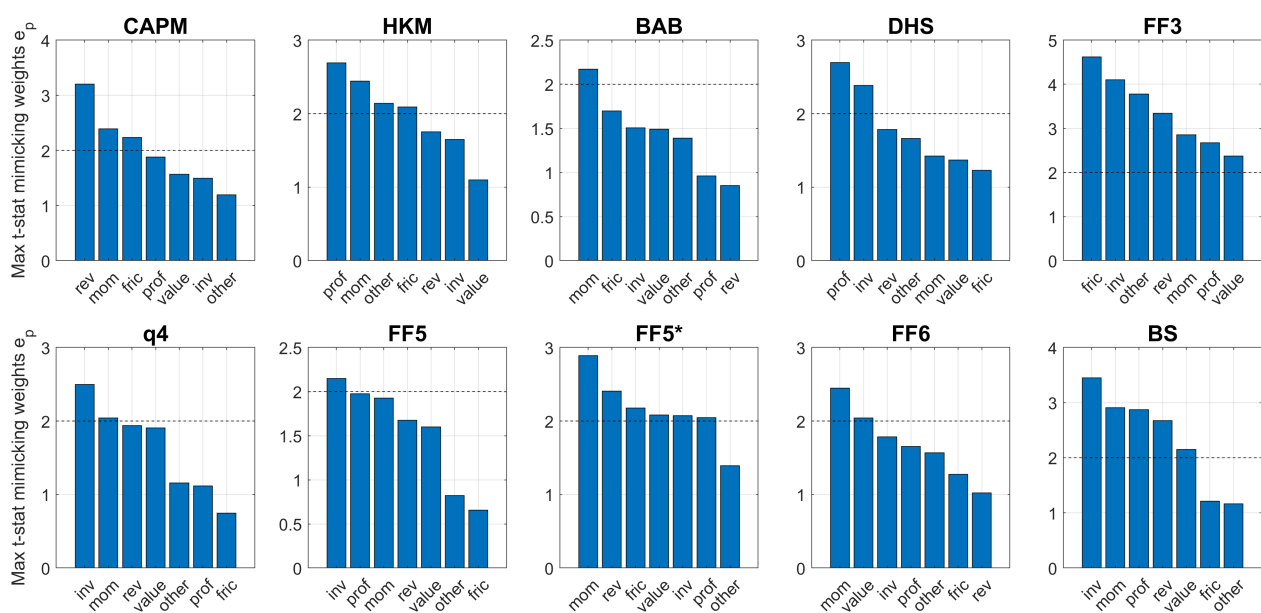 CAPM HKM BAB DHS FF3
Max t-stat mimicking weights e_p
4 3 2.5 3 5
3 2 2 2 4
2 1 1.5 1 3
1 0 1 0 2
0 0.5 1
0 0
rev mom fric prof value inv other
prof mom other fric rev inv value
mom fric inv value other prof rev
prof inv rev other mom value fric
fric inv other rev mom prof value
q4 FF5 FF5* FF6 BS
Max t-stat mimicking weights e_p
3 2.5 3 3 4
2 2 2 2 3
1 1.5 1 1 2
0 1 0 0 1
0.5 0
0
inv mom rev value other prof fric
inv prof mom rev value other fric
mom rev fric value inv prof other
mom value inv prof other fric rev
inv mom prof rev value fric other